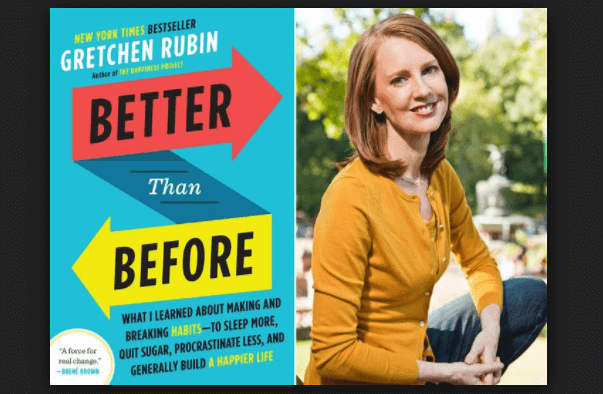 NEW YORK TIMES BESTSELLER
GRETCHEN RUBIN
Author of THE HAPPINESS PROJECT
BETTER
Than
BEFORE
WHAT I LEARNED ABOUT MAKING AND
BREAKING HABITS—TO SLEEP MORE,
QUIT SUGAR, PROCRASTINATE LESS, AND
GENERALLY BUILD A HAPPIER LIFE
"A force for
real change."
—BRENÉ BROWN